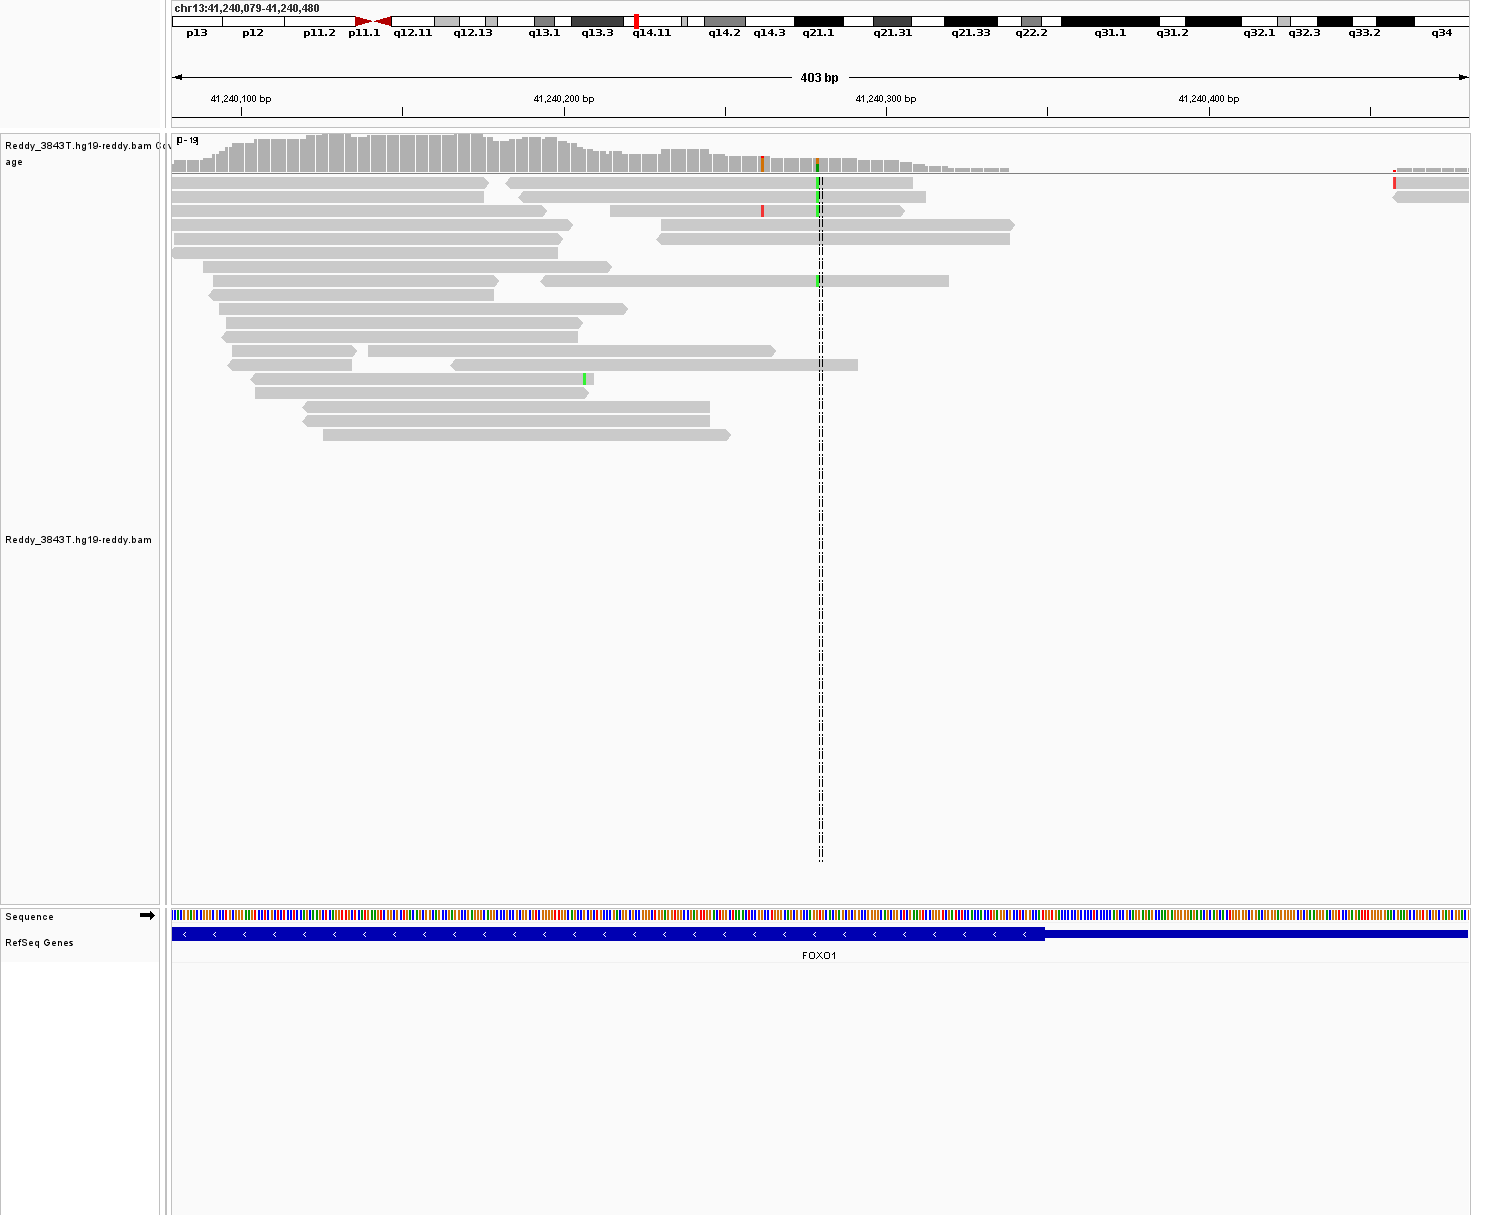 chr13:41,240,079-41,240,480
p13 p12 p11.2 p11.1 q12.11 q12.13 q13.1 q13.3 q14.11 q14.2 q14.3 q21.1 q21.31 q21.33 q22.2 q31.1 q31.2 q32.1 q32.3 q33.2 q34
403 bp
41,240,100 bp 41,240,200 bp 41,240,300 bp 41,240,400 bp
Reddy_3843T.hg19-reddy.bam Cov
age
[0 - 19]
Reddy_3843T.hg19-reddy.bam
Sequence
RefSeq Genes
FOXO1